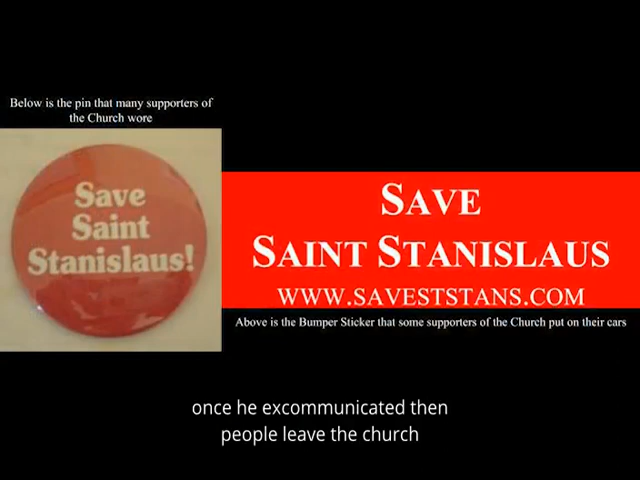 Below is the pin that many supporters of
the Church wore
Save
Saint
Stanislaus!
SAVE
SAINT STANISLAUS
WWW.SAVESTSTANS.COM
Above is the Bumper Sticker that some supporters of the Church put on their cars
once he excommunicated then
people leave the church